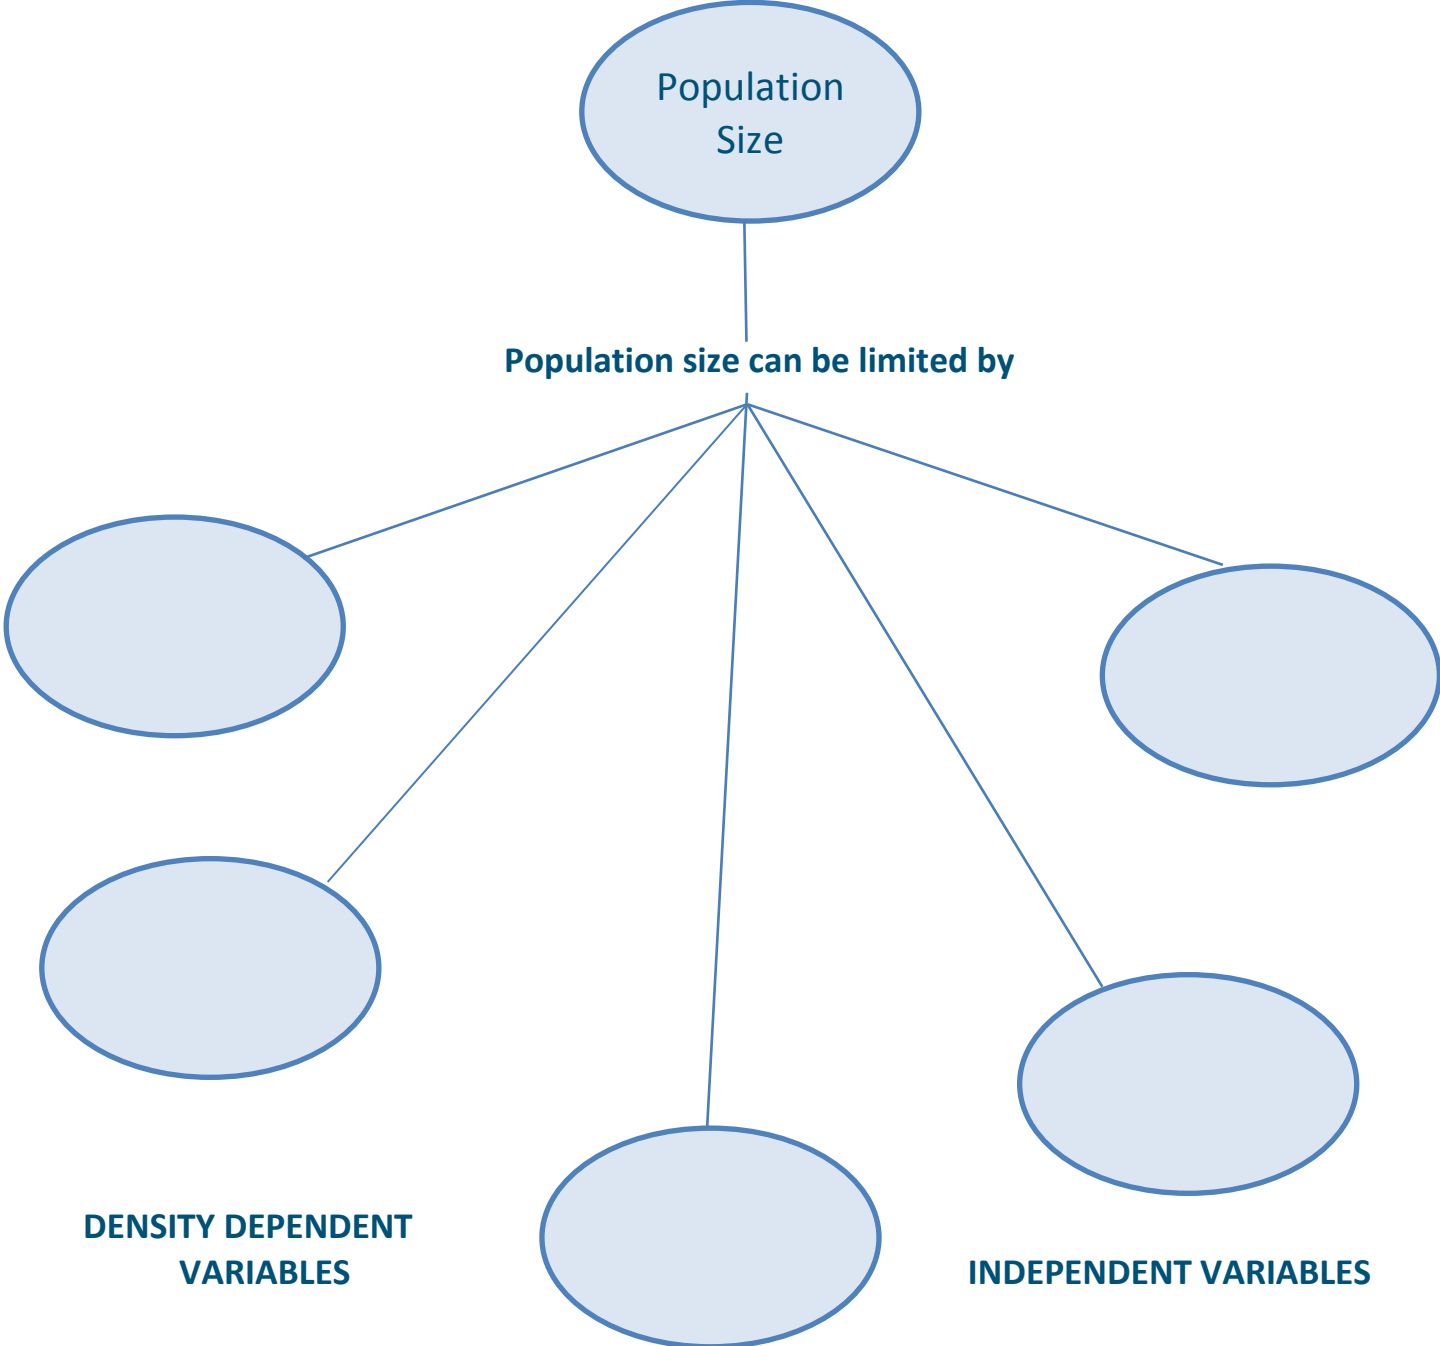 Population
Size
Population size can be limited by
DENSITY DEPENDENT
VARIABLES
INDEPENDENT VARIABLES